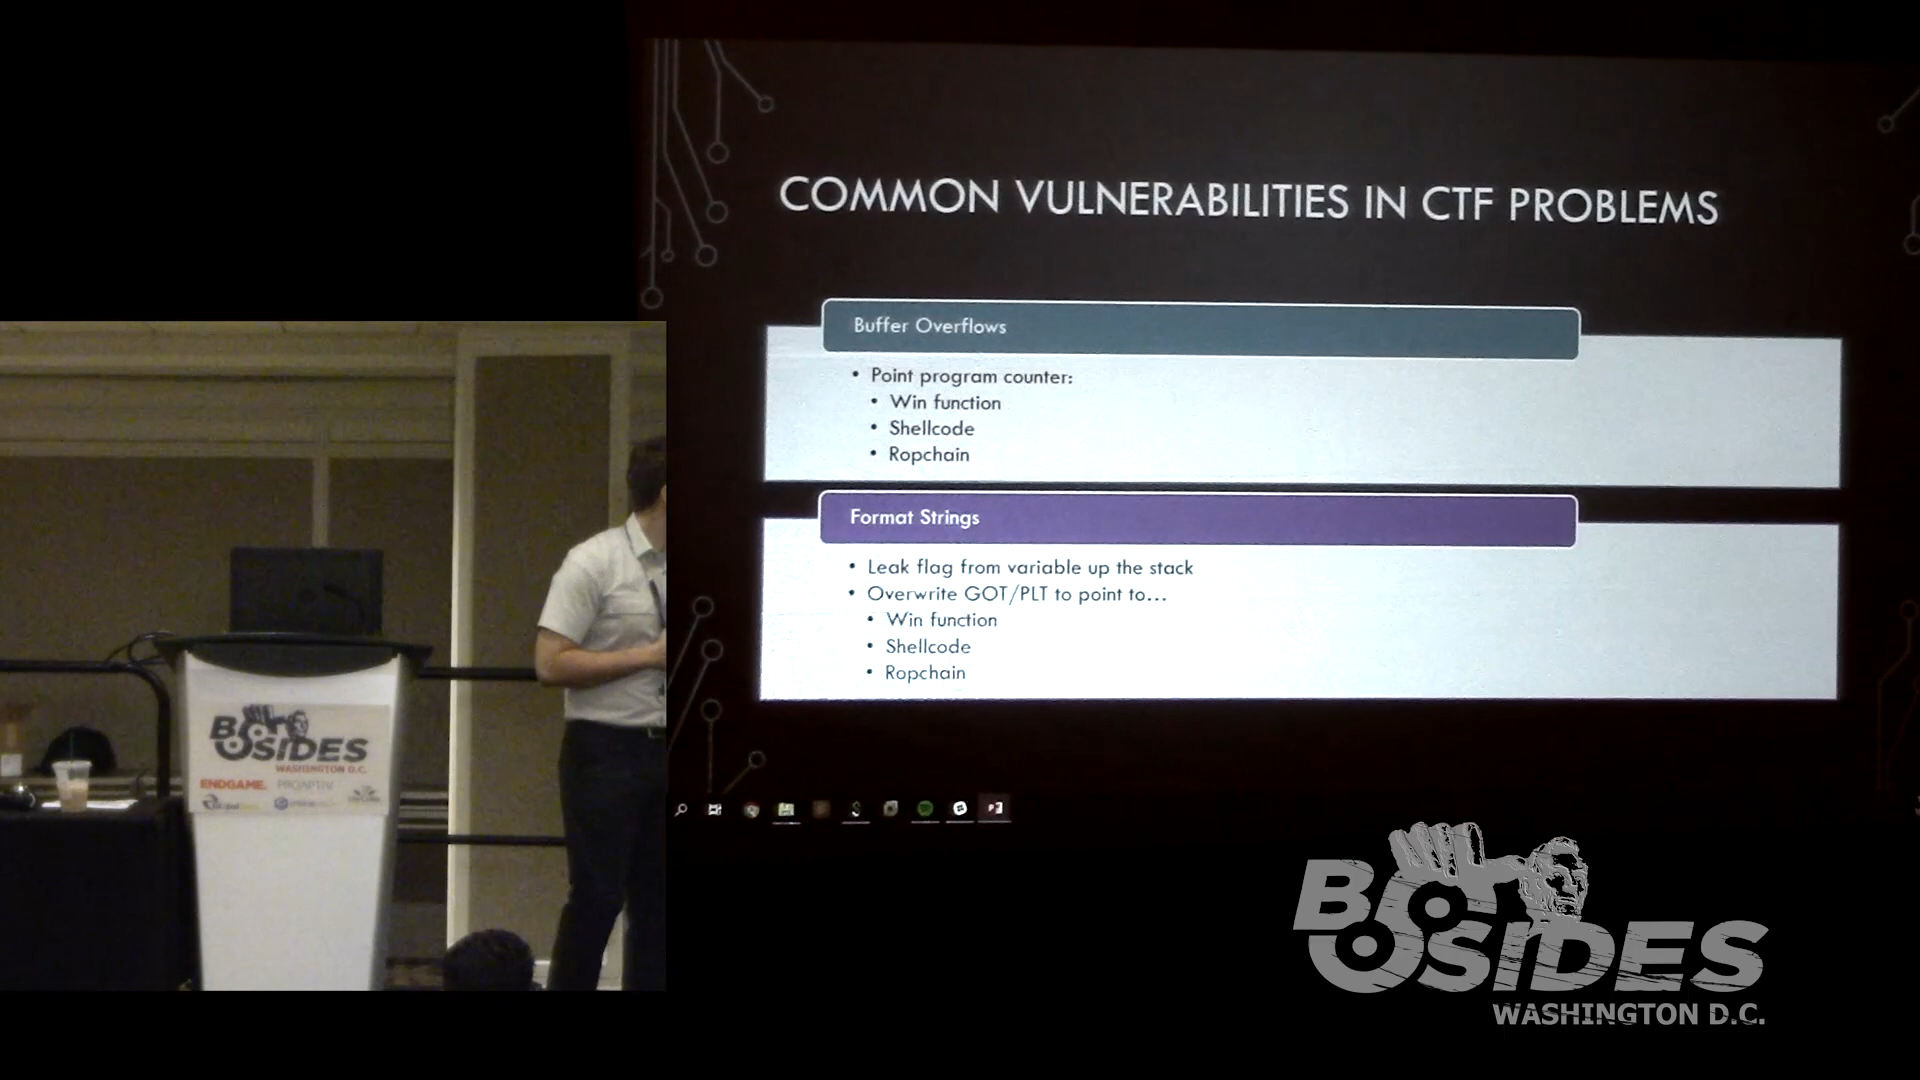 COMMON VULNERABILITIES IN CTF PROBLEMS
Buffer Overflows
• Point program counter:
• Win function
• Shellcode
• Ropchain
Format Strings
• Leak flag from variable up the stack
• Overwrite GOT/PLT to point to...
• Win function
• Shellcode
• Ropchain
BSIDES
WASHINGTON D.C.
ENDGAME.
BSIDES
WASHINGTON D.C.